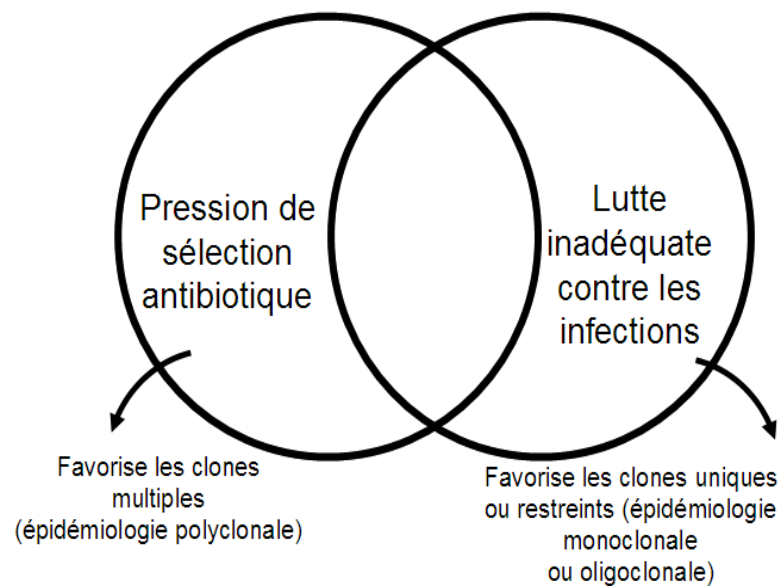 Pression de
sélection
antibiotique
Lutte
inadéquate
contre les
infections
Favorise les clones
multiples
(épidémiologie polyclonale)
Favorise les clones uniques
ou restreints (épidémiologie
monoclonale
ou oligoclonale)